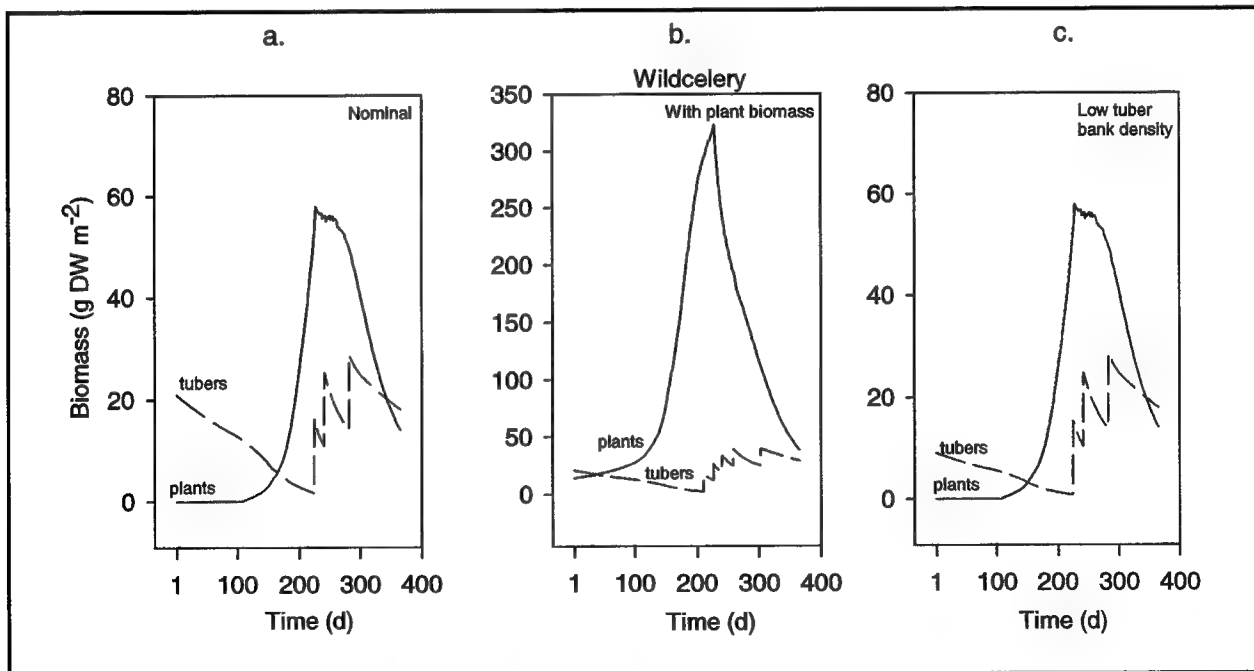 a.
b.
c.
Wildcelery
Biomass (g DW m-2)
80
60
40
20
0
Nominal
tubers
plants
1
100
200
300
400
Time (d)
350
300
250
200
150
100
50
0
With plant biomass
plants
tubers
1
100
200
300
400
Time (d)
80
60
40
20
0
Low tuber
bank density
tubers
plants
1
100
200
300
400
Time (d)